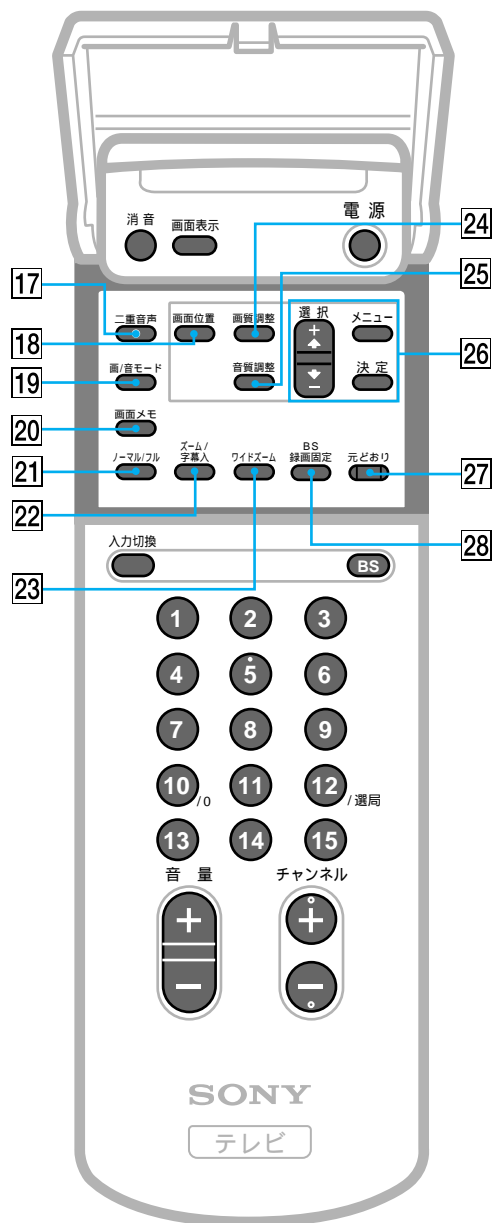 消音
画面表示
電源
24
25
17
二重音声
画面位置
画質調整
選択
メニュー
18
+
26
19
画/音モード
音質調整
決定
−
20
画面メモ
21
ノーマル/フル
ズーム/
字幕入
ワイドズーム
BS
録画固定
元どおり
27
22
28
入力切換
23
BS
1 2 3
4 5 6
7 8 9
10/0 11 12/選局
13 14 15
音量
チャンネル
+ +
− −
SONY
テレビ